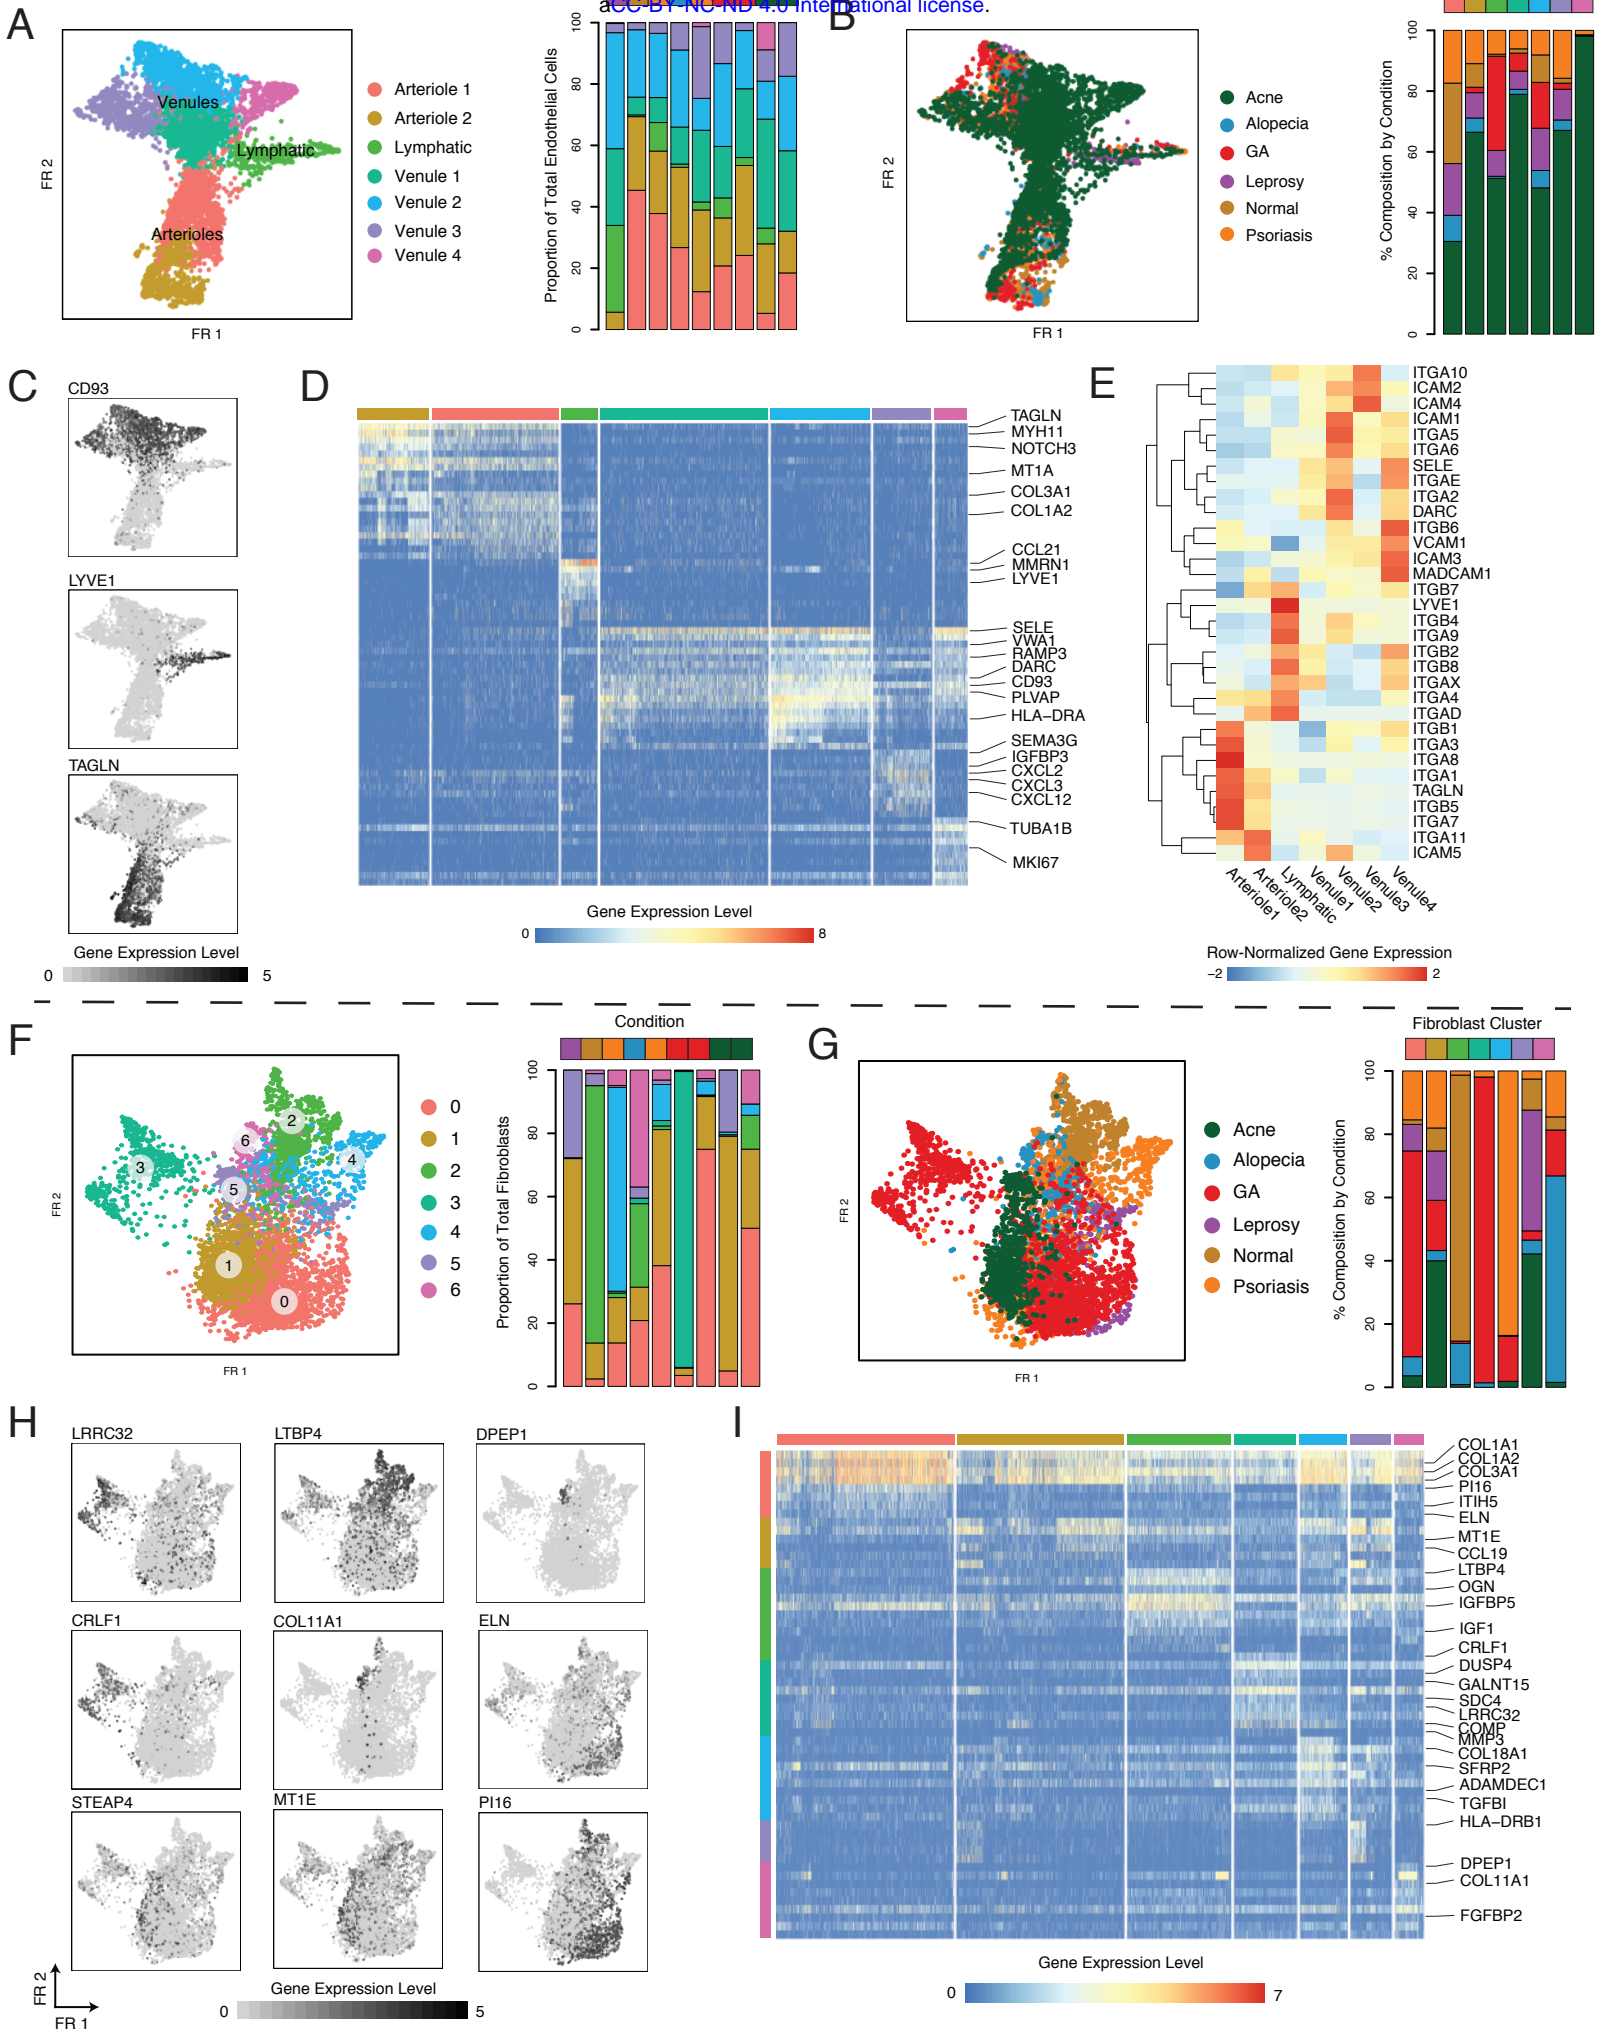 aCC-BY-NC-ND 4.0 International license.
A
FR 2
FR 1
Venules
Lymphatic
Arterioles
Arteriole 1
Arteriole 2
Lymphatic
Venule 1
Venule 2
Venule 3
Venule 4
Proportion of Total Endothelial Cells
0
20
40
60
80
100
B
FR 2
FR 1
Acne
Alopecia
GA
Leprosy
Normal
Psoriasis
% Composition by Condition
0
20
40
60
80
100
C
CD93
LYVE1
TAGLN
Gene Expression Level
0
5
D
TAGLN
MYH11
NOTCH3
MT1A
COL3A1
COL1A2
CCL21
MMRN1
LYVE1
SELE
VWA1
RAMP3
DARC
CD93
PLVAP
HLA−DRA
SEMA3G
IGFBP3
CXCL2
CXCL3
CXCL12
TUBA1B
MKI67
Gene Expression Level
0
8
E
ITGA10
ICAM2
ICAM4
ICAM1
ITGA5
ITGA6
SELE
ITGAE
ITGA2
DARC
ITGB6
VCAM1
ICAM3
MADCAM1
ITGB7
LYVE1
ITGB4
ITGA9
ITGB2
ITGB8
ITGAX
ITGA4
ITGAD
ITGB1
ITGA3
ITGA8
ITGA1
TAGLN
ITGB5
ITGA7
ITGA11
ICAM5
Arteriole1
Arteriole2
Lymphatic
Venule1
Venule2
Venule3
Venule4
Row-Normalized Gene Expression
−2
2
F
FR 2
FR 1
0
1
2
3
4
5
6
0
1
2
3
4
5
6
Condition
Proportion of Total Fibroblasts
0
20
40
60
80
100
G
FR 2
FR 1
Acne
Alopecia
GA
Leprosy
Normal
Psoriasis
Fibroblast Cluster
% Composition by Condition
0
20
40
60
80
100
H
LRRC32
LTBP4
DPEP1
CRLF1
COL11A1
ELN
STEAP4
MT1E
PI16
FR 2
FR 1
Gene Expression Level
0
5
I
COL1A1
COL1A2
COL3A1
PI16
ITIH5
ELN
MT1E
CCL19
LTBP4
OGN
IGFBP5
IGF1
CRLF1
DUSP4
GALNT15
SDC4
LRRC32
COMP
MMP3
COL18A1
SFRP2
ADAMDEC1
TGFBI
HLA−DRB1
DPEP1
COL11A1
FGFBP2
Gene Expression Level
0
7